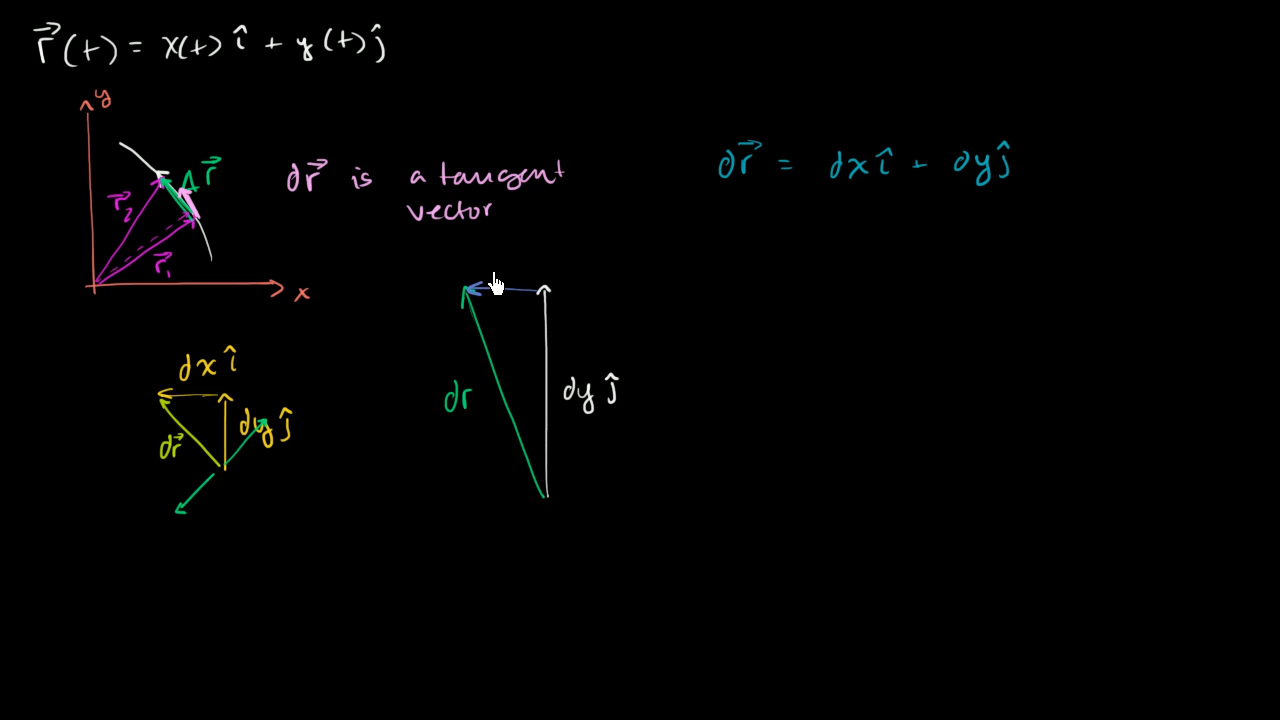 r⃗(t) = x(t) î + y(t) ĵ
y
Δr⃗
r⃗₂
r⃗₁
x
dr⃗ is a tangent
vector
dr⃗ = dx î + dy ĵ
dx î
dr⃗
dy ĵ
dr
dy ĵ